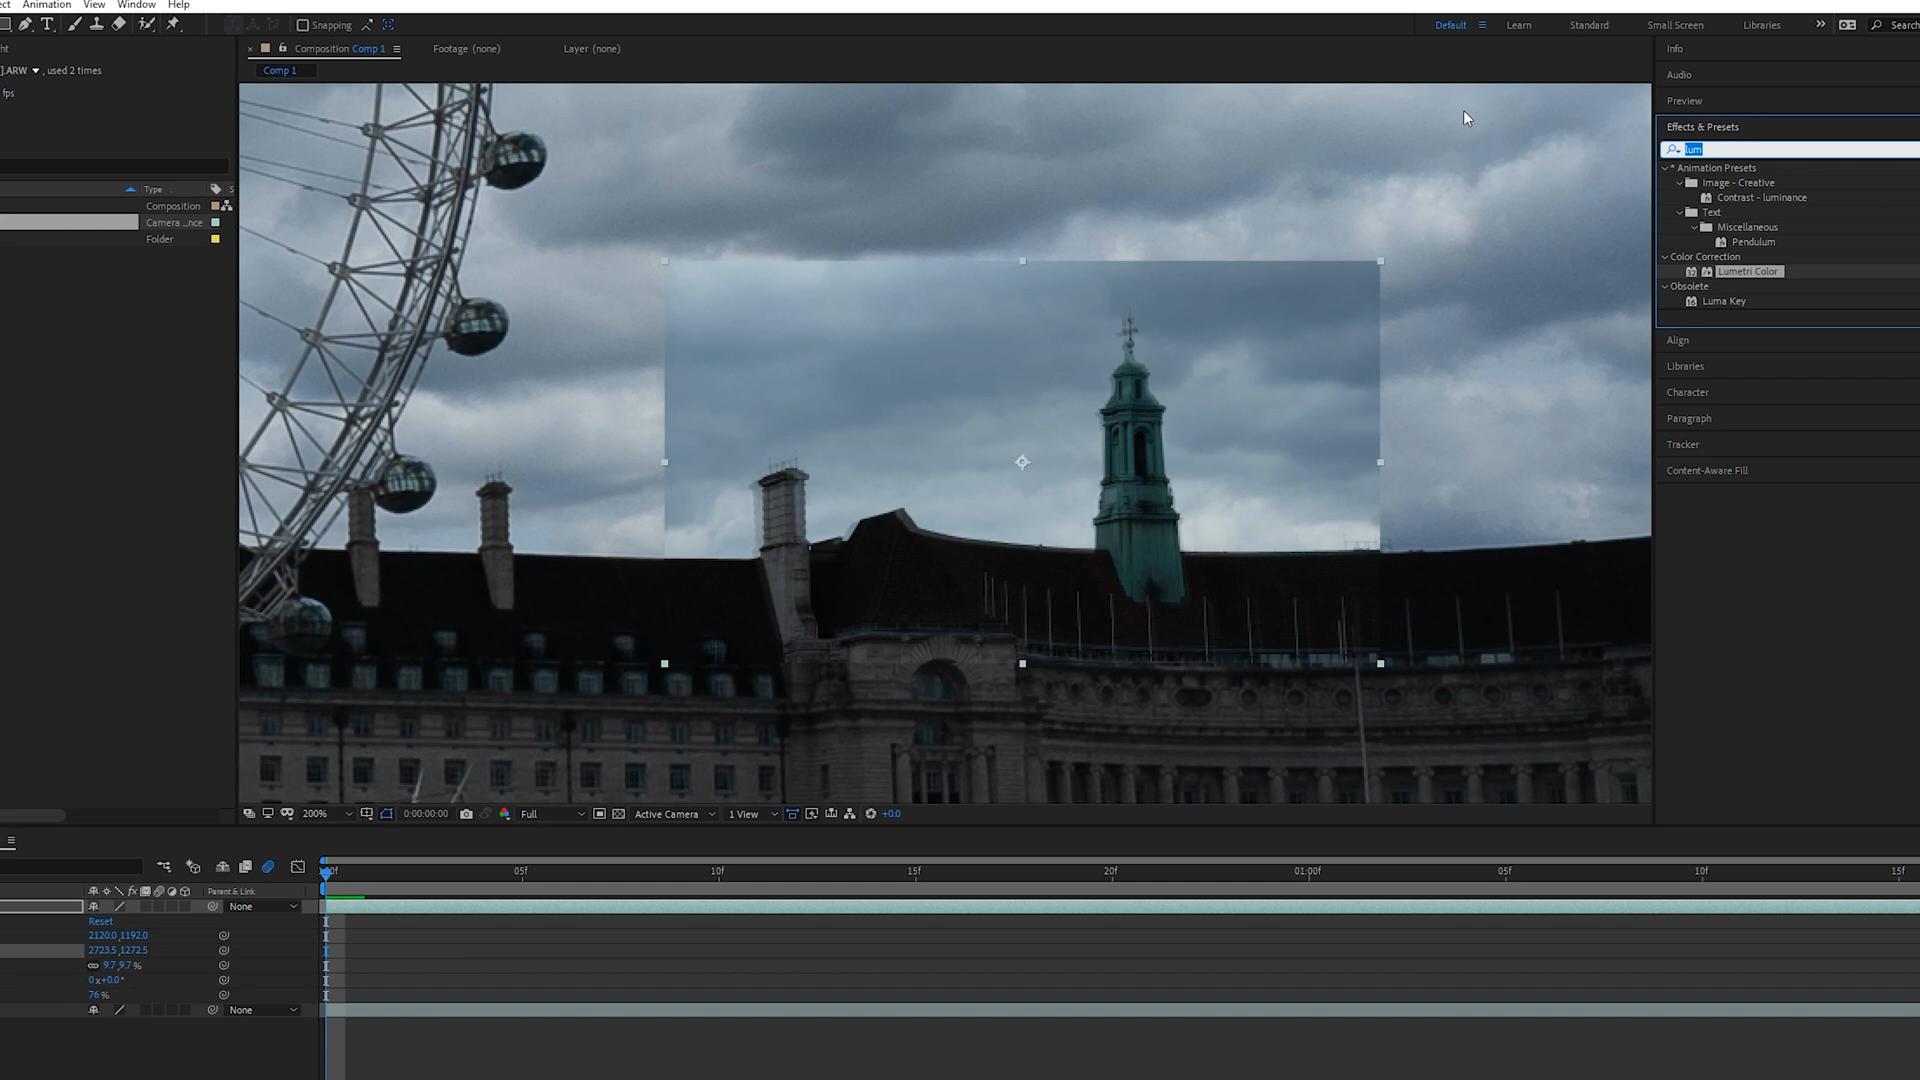 ect Animation View Window Help
Snapping
Default Learn Standard Small Screen Libraries Search
ht
Composition Comp 1
Footage (none)
Layer (none)
Info
].ARW , used 2 times
Comp 1
Audio
fps
Preview
Effects & Presets
lum
* Animation Presets
Image - Creative
Contrast - luminance
Text
Miscellaneous
Pendulum
Color Correction
Lumetri Color
Obsolete
Luma Key
Align
Libraries
Character
Paragraph
Tracker
Content-Aware Fill
Type S
Composition
Camera ...nce
Folder
200% 0:00:00:00 Full Active Camera 1 View +0.0
:00f 05f 10f 15f 20f 01:00f 05f 10f 15f
fx Parent & Link
None
Reset
2120.0,1192.0
2723.5,1272.5
9.7,9.7 %
0x+0.0°
76 %
None